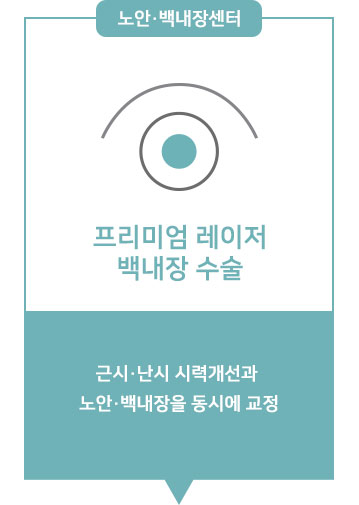 노안·백내장센터
프리미엄 레이저
백내장 수술
근시·난시 시력개선과
노안·백내장을 동시에 교정